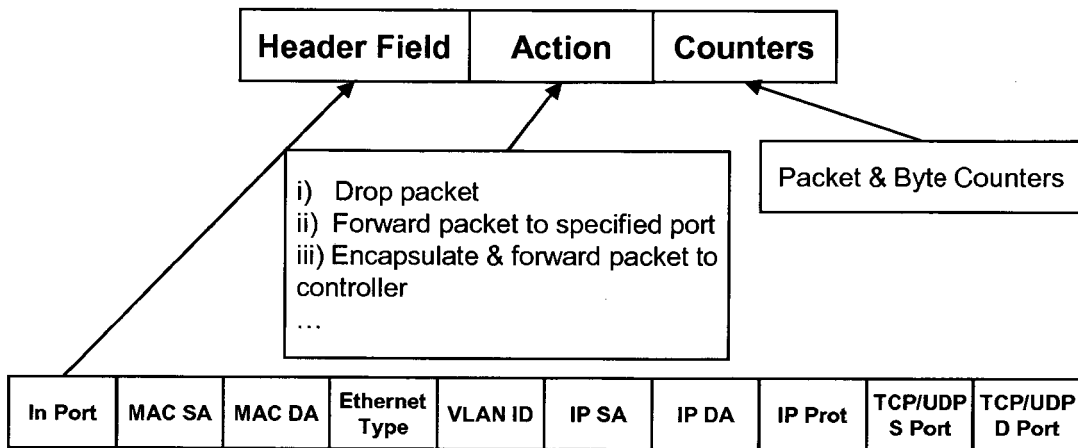 Header Field Action Counters
Packet & Byte Counters
i) Drop packet
ii) Forward packet to specified port
iii) Encapsulate & forward packet to
controller
...
In Port MAC SA MAC DA Ethernet Type VLAN ID IP SA IP DA IP Prot TCP/UDP S Port TCP/UDP D Port